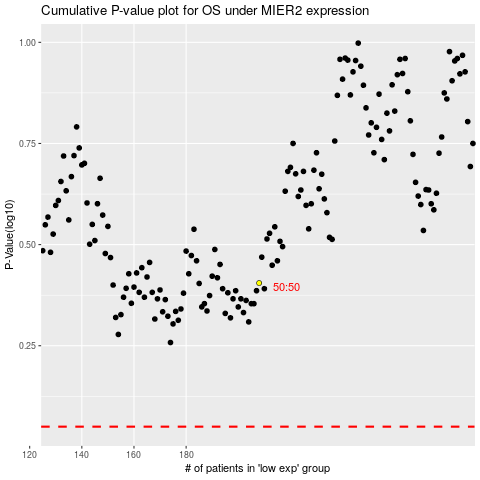 Cumulative P-value plot for OS under MIER2 expression
P-Value(log10)
1.00
0.75
0.50
0.25
50:50
120 140 160 180
# of patients in 'low exp' group